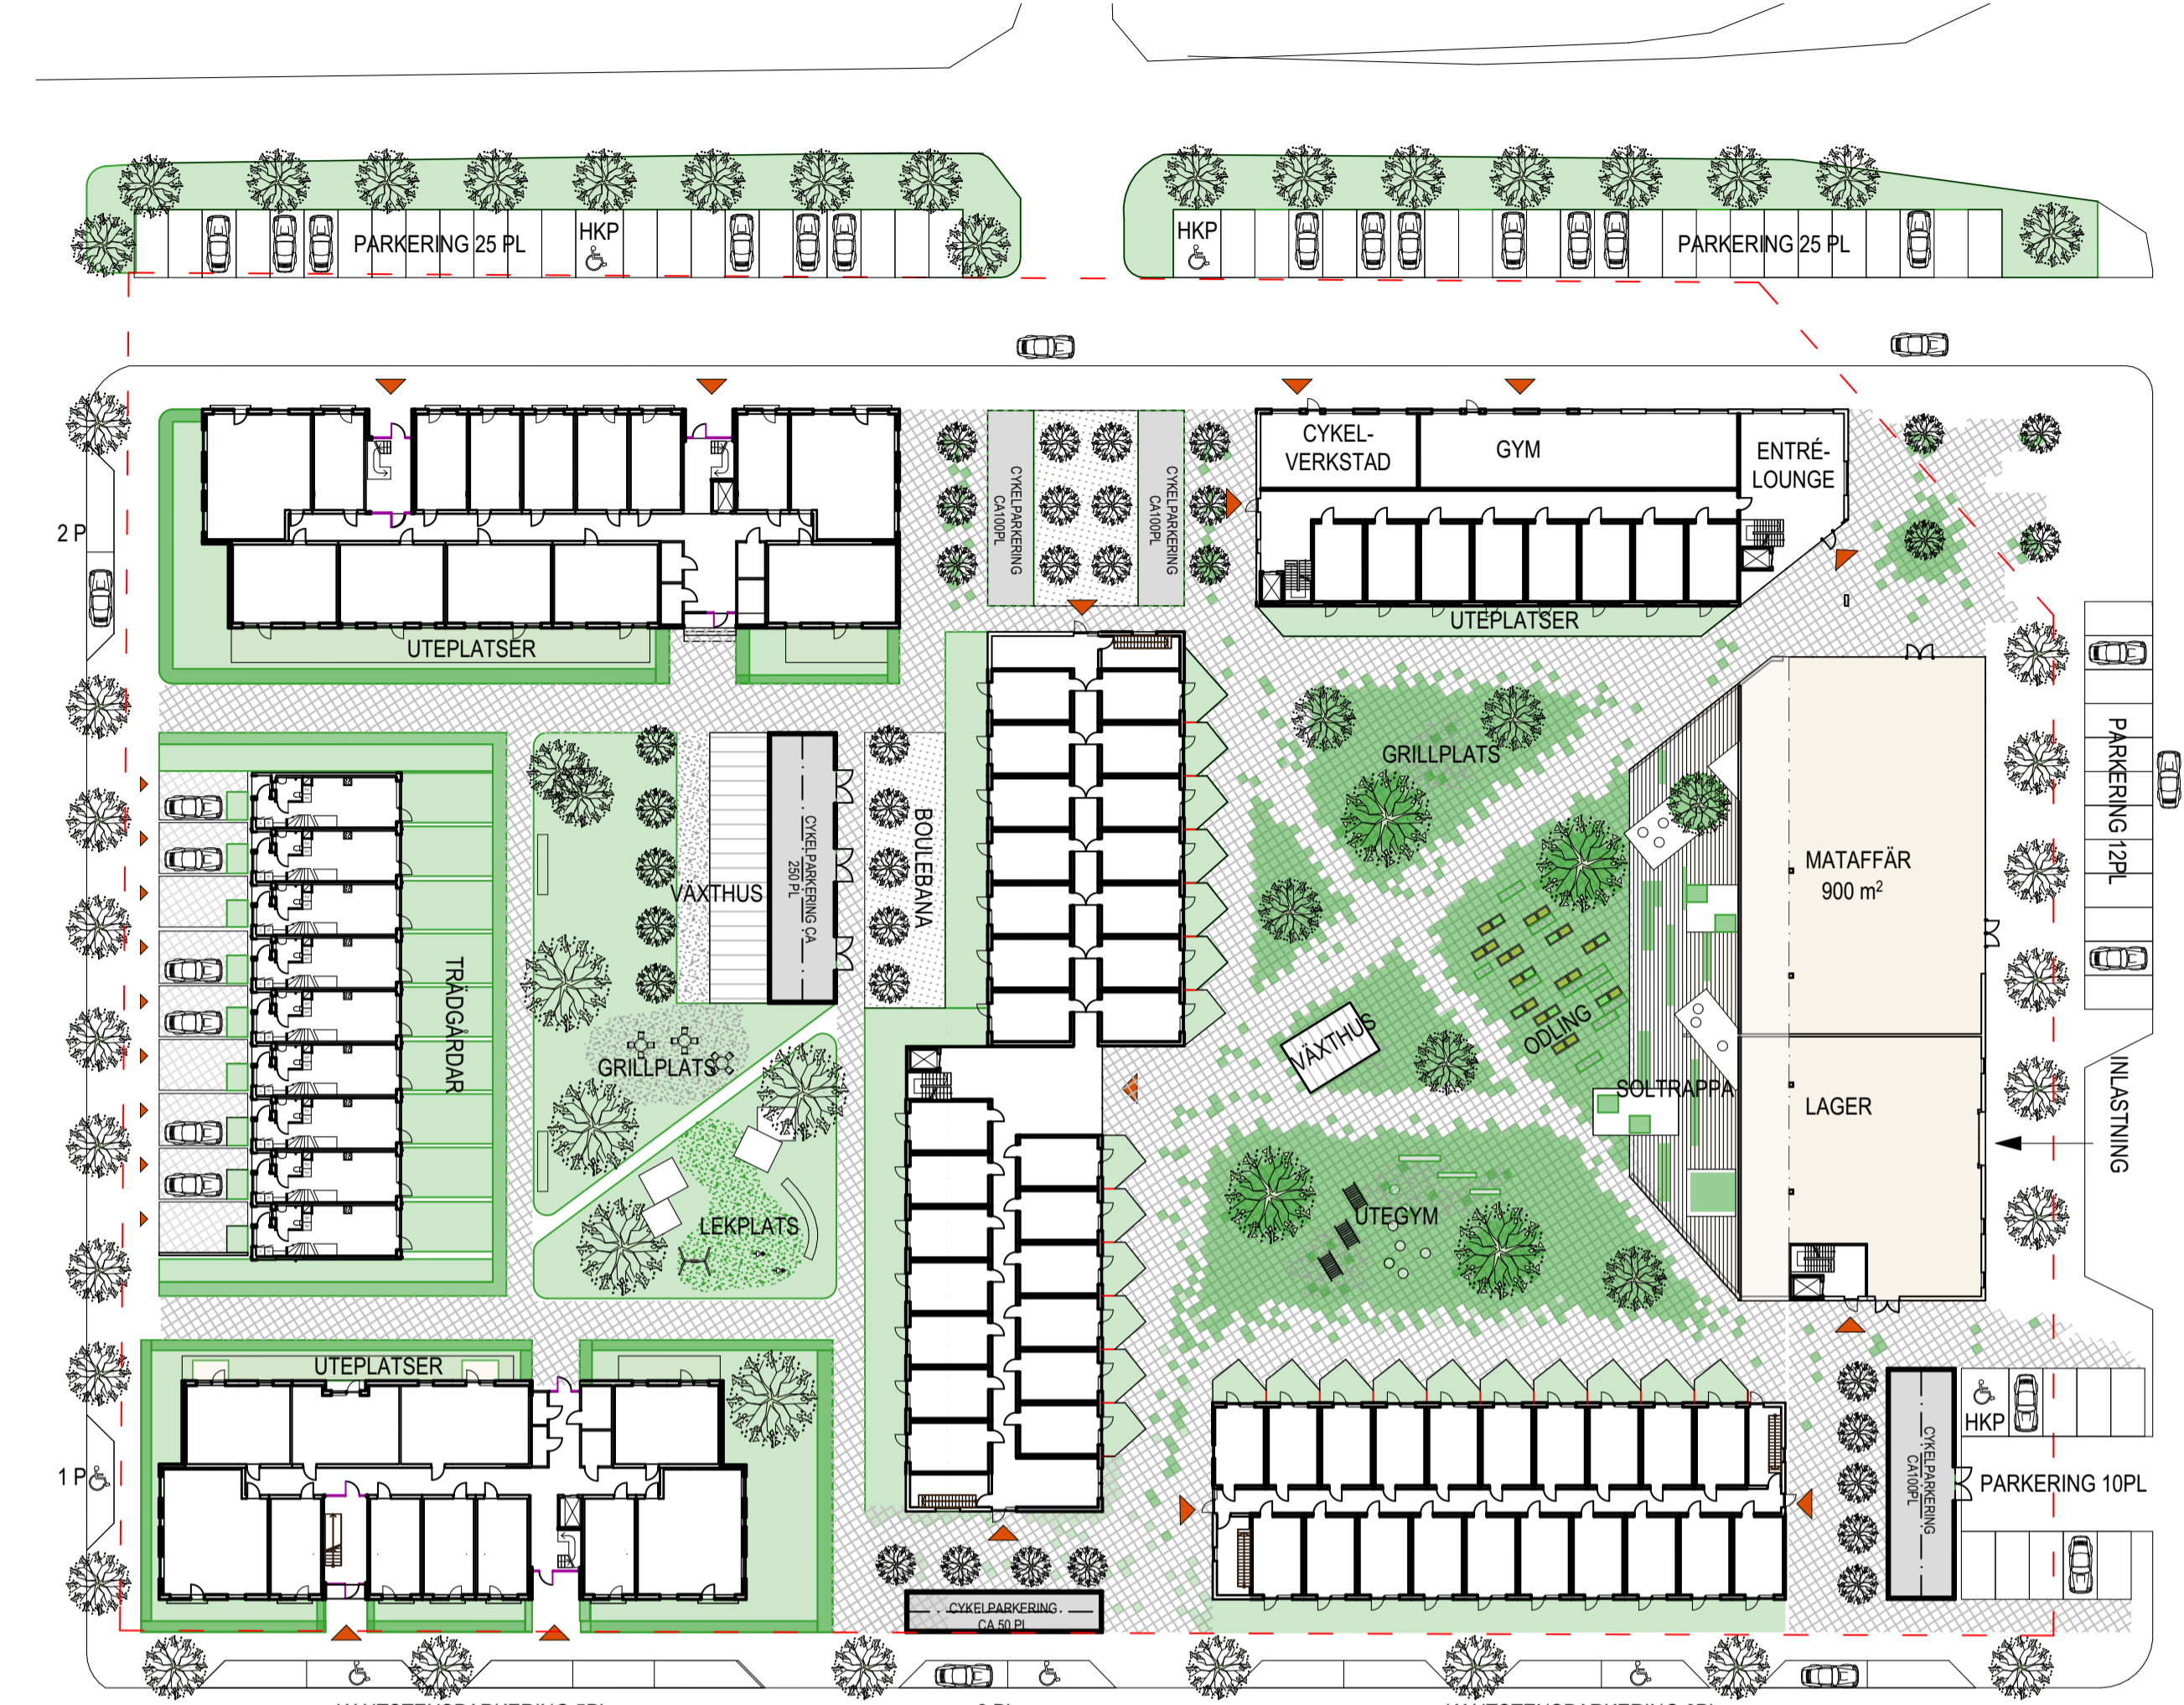 PARKERING 25 PL
HKP
HKP
PARKERING 25 PL
2 P
CYKELPARKERING
CA100PL
CYKELPARKERING
CA100PL
CYKEL-
VERKSTAD
GYM
ENTRÉ-
LOUNGE
UTEPLATSER
UTEPLATSER
GRILLPLATS
PARKERING 12PL
VÄXTHUS
CYKELPARKERING CA
250 PL
BOULEBANA
MATAFFÄR
900 m²
TRÄDGÅRDAR
GRILLPLATS
VÄXTHUS
ODLING
SOLTRAPPA
LAGER
INLASTNING
LEKPLATS
UTEGYM
UTEPLATSER
HKP
1 P
CYKELPARKERING
CA100PL
PARKERING 10PL
CYKELPARKERING
CA 50 PL